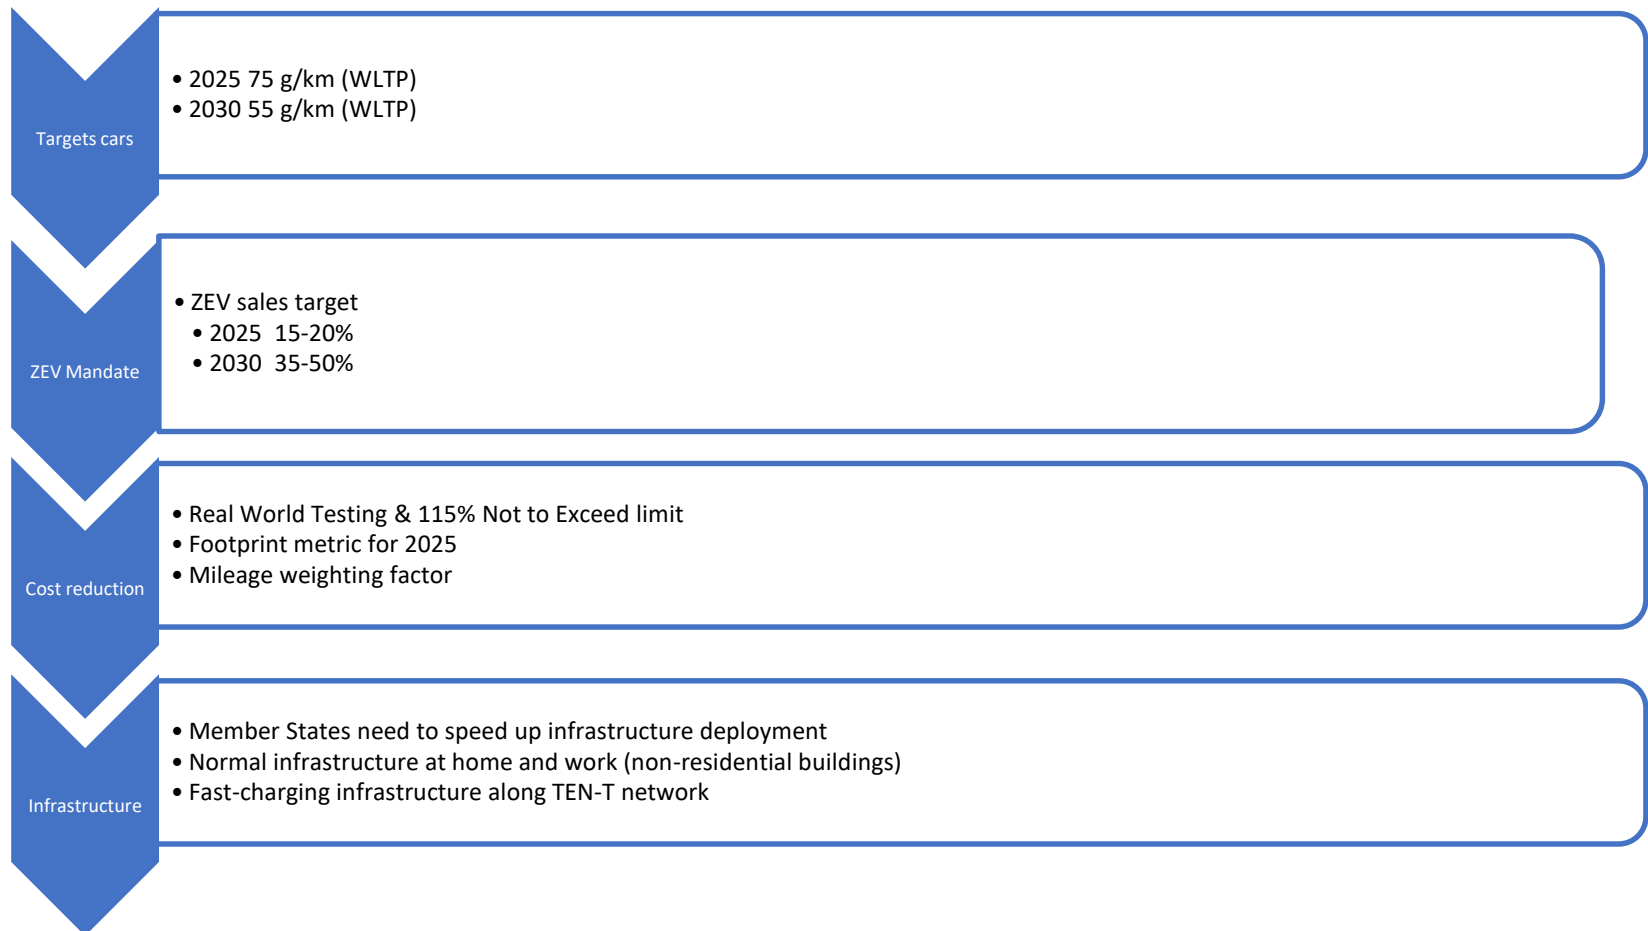 Targets cars
• 2025 75 g/km (WLTP)
• 2030 55 g/km (WLTP)
ZEV Mandate
• ZEV sales target
• 2025 15-20%
• 2030 35-50%
Cost reduction
• Real World Testing & 115% Not to Exceed limit
• Footprint metric for 2025
• Mileage weighting factor
Infrastructure
• Member States need to speed up infrastructure deployment
• Normal infrastructure at home and work (non-residential buildings)
• Fast-charging infrastructure along TEN-T network